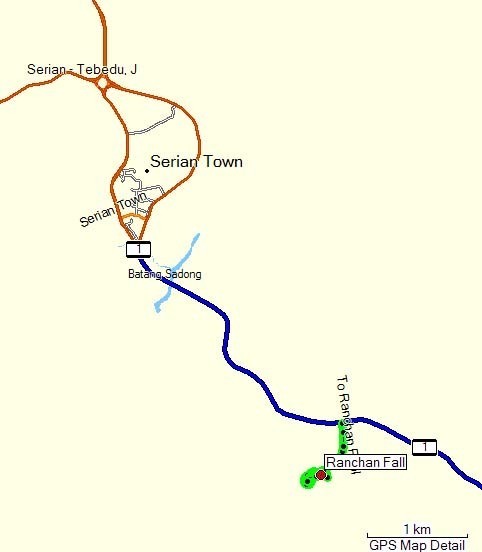 Serian - Tebedu, J
Serian Town
Serian Town
1
Batang Sadong
To Ranchan Fall
1
Ranchan Fall
1 km
GPS Map Detail